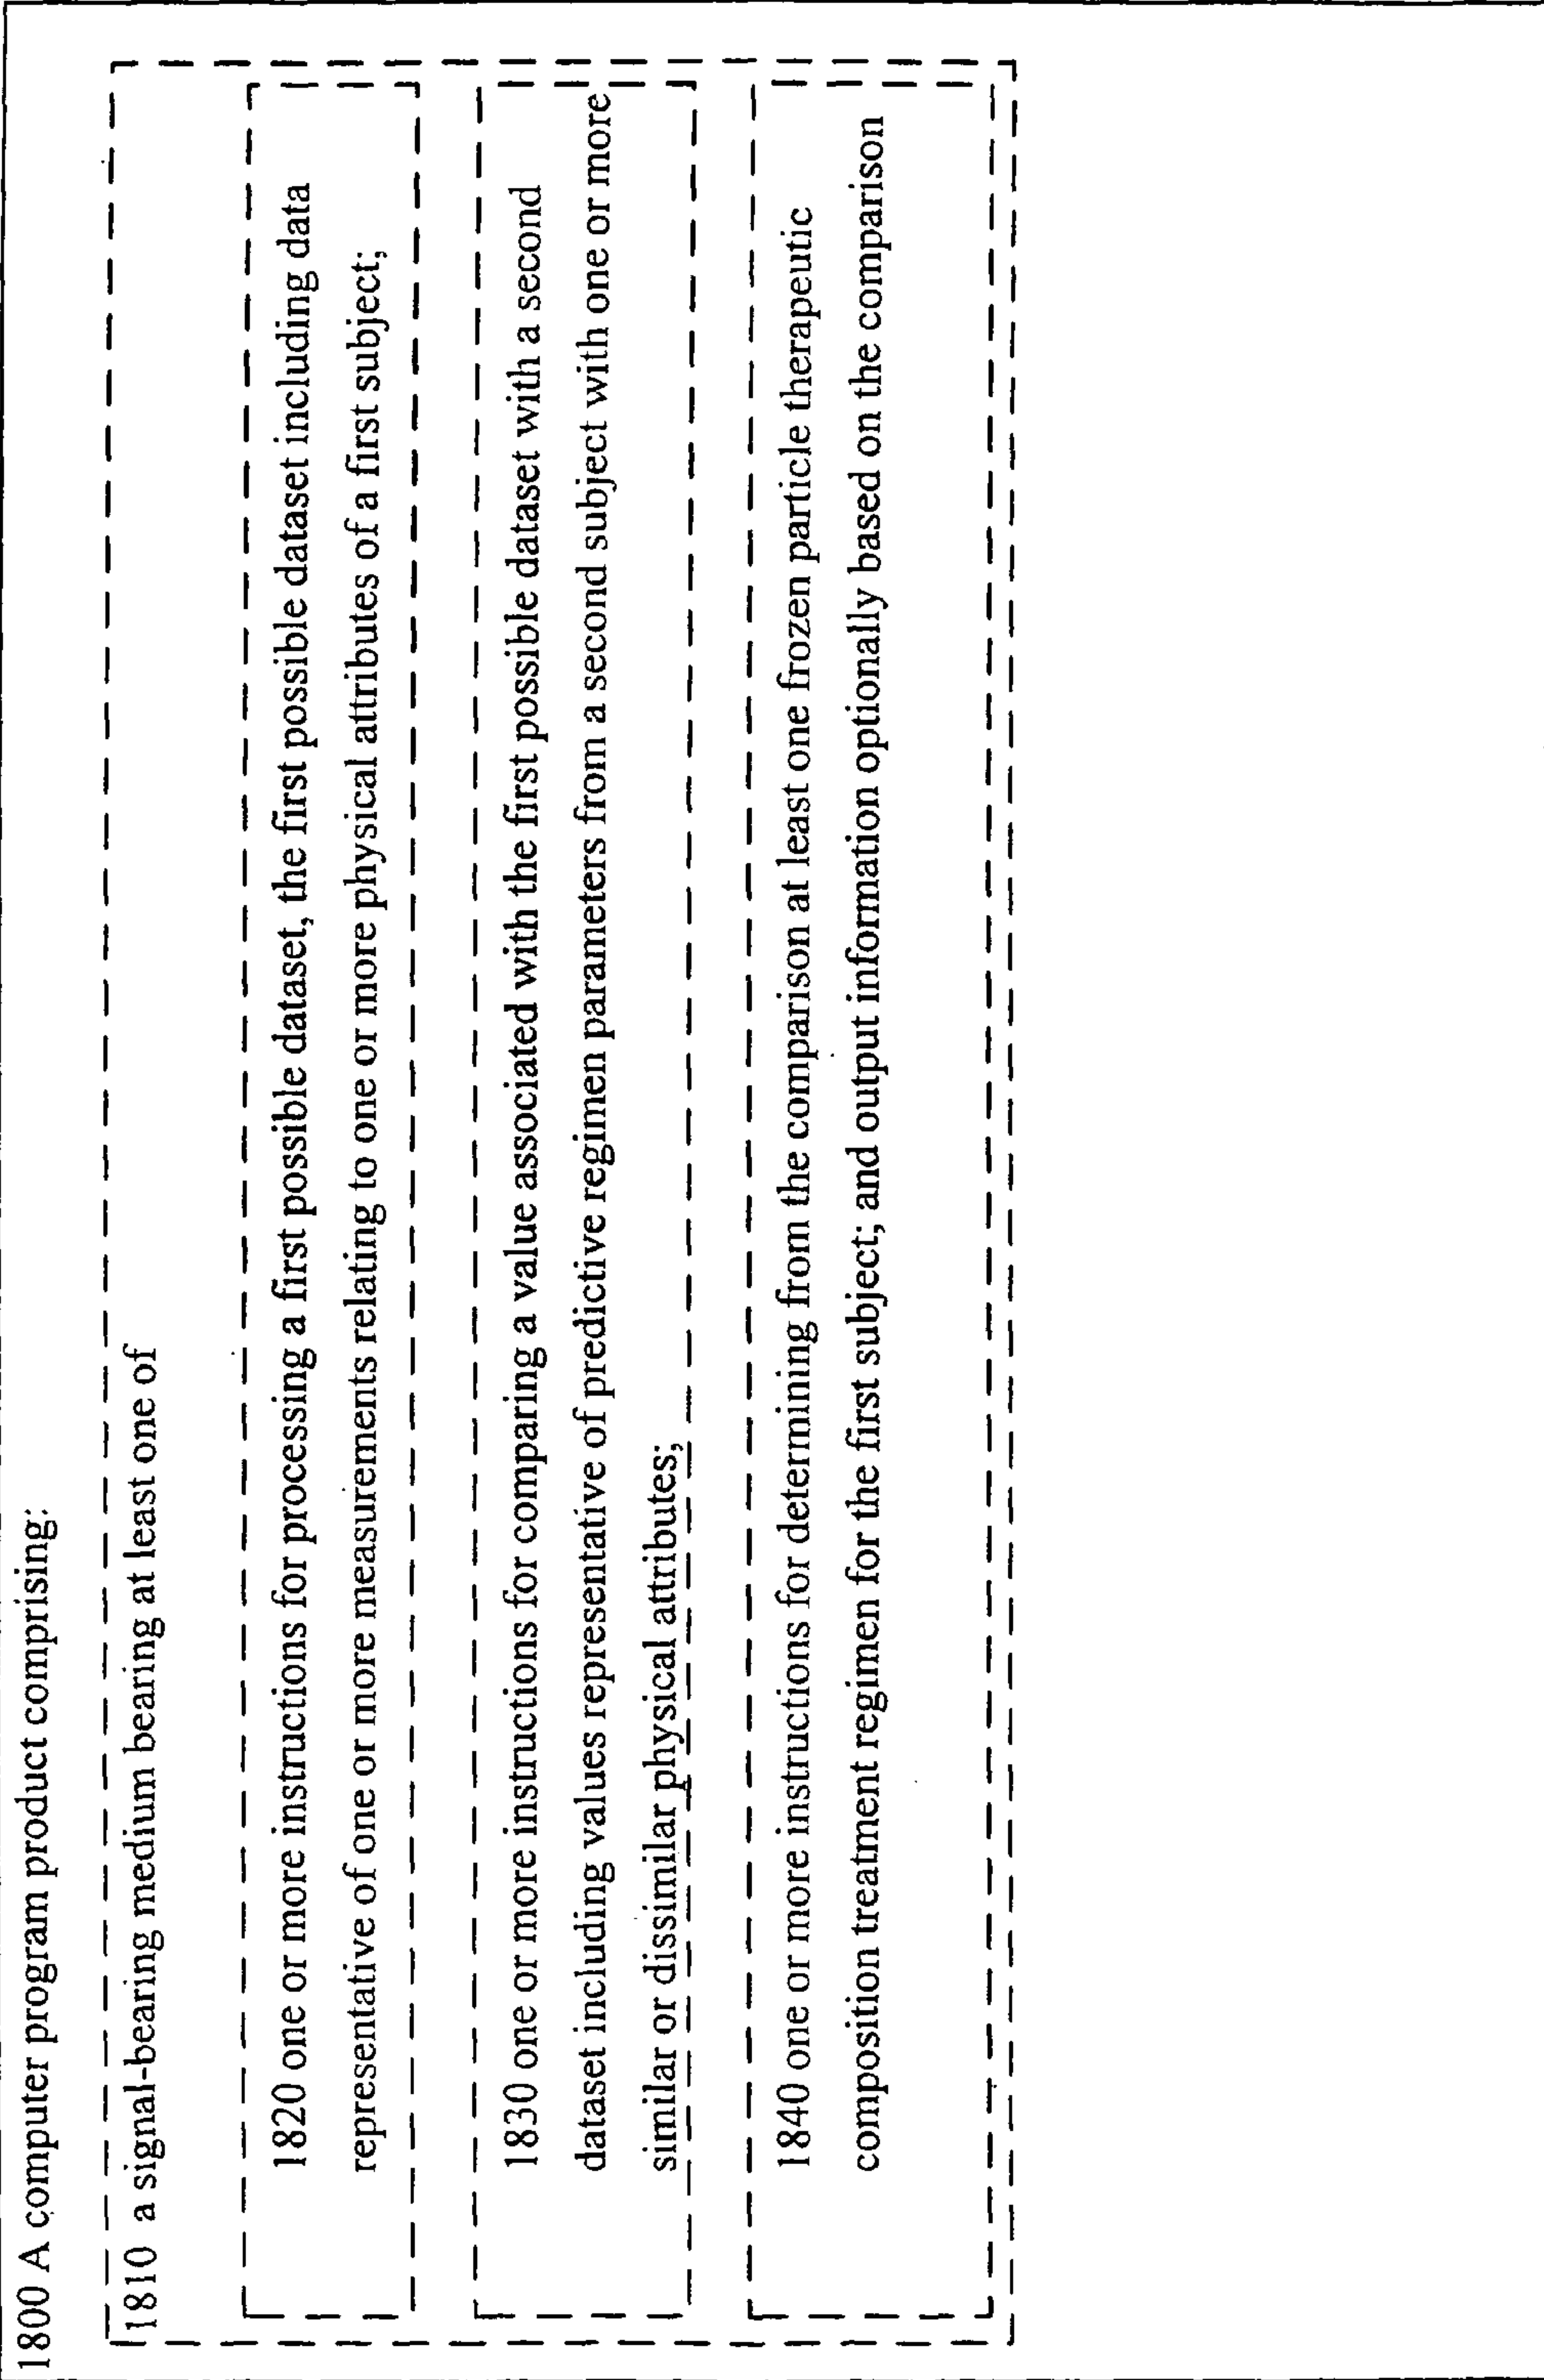 1800 A computer program product comprising:
1810 a signal-bearing medium bearing at least one of
1820 one or more instructions for processing a first possible dataset, the first possible dataset including data
representative of one or more measurements relating to one or more physical attributes of a first subject;
1830 one or more instructions for comparing a value associated with the first possible dataset with a second
dataset including values representative of predictive regimen parameters from a second subject with one or more
similar or dissimilar physical attributes;
1840 one or more instructions for determining from the comparison at least one frozen particle therapeutic
composition treatment regimen for the first subject; and output information optionally based on the comparison